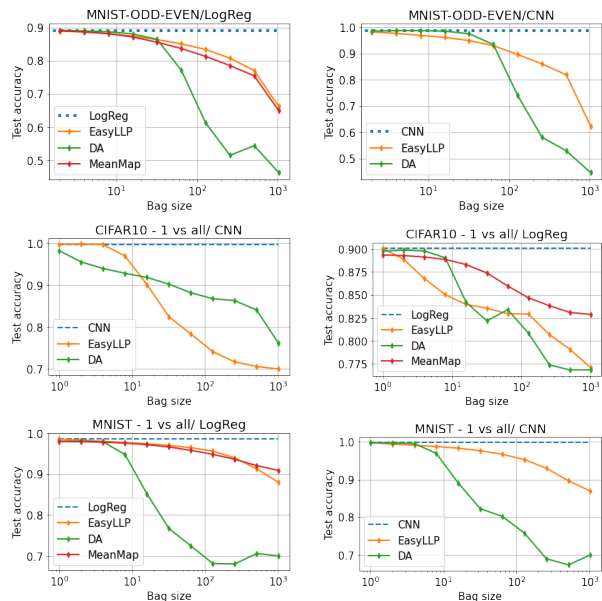 MNIST-ODD-EVEN/LogReg
0.9
0.8
0.7
0.6
0.5
Test accuracy
LogReg
EasyLLP
DA
MeanMap
10¹
10²
10³
Bag size
MNIST-ODD-EVEN/CNN
1.0
0.9
0.8
0.7
0.6
0.5
Test accuracy
CNN
EasyLLP
DA
10¹
10²
10³
Bag size
CIFAR10 - 1 vs all/ CNN
1.0
0.9
0.8
0.7
Test accuracy
CNN
EasyLLP
DA
10⁰
10¹
10²
10³
Bag size
CIFAR10 - 1 vs all/ LogReg
0.900
0.875
0.850
0.825
0.800
0.775
Test accuracy
LogReg
EasyLLP
DA
MeanMap
10⁰
10¹
10²
10³
Bag size
MNIST - 1 vs all/ LogReg
1.0
0.9
0.8
0.7
Test accuracy
LogReg
EasyLLP
DA
MeanMap
10⁰
10¹
10²
10³
Bag size
MNIST - 1 vs all/ CNN
1.0
0.9
0.8
0.7
Test accuracy
CNN
EasyLLP
DA
10⁰
10¹
10²
10³
Bag size